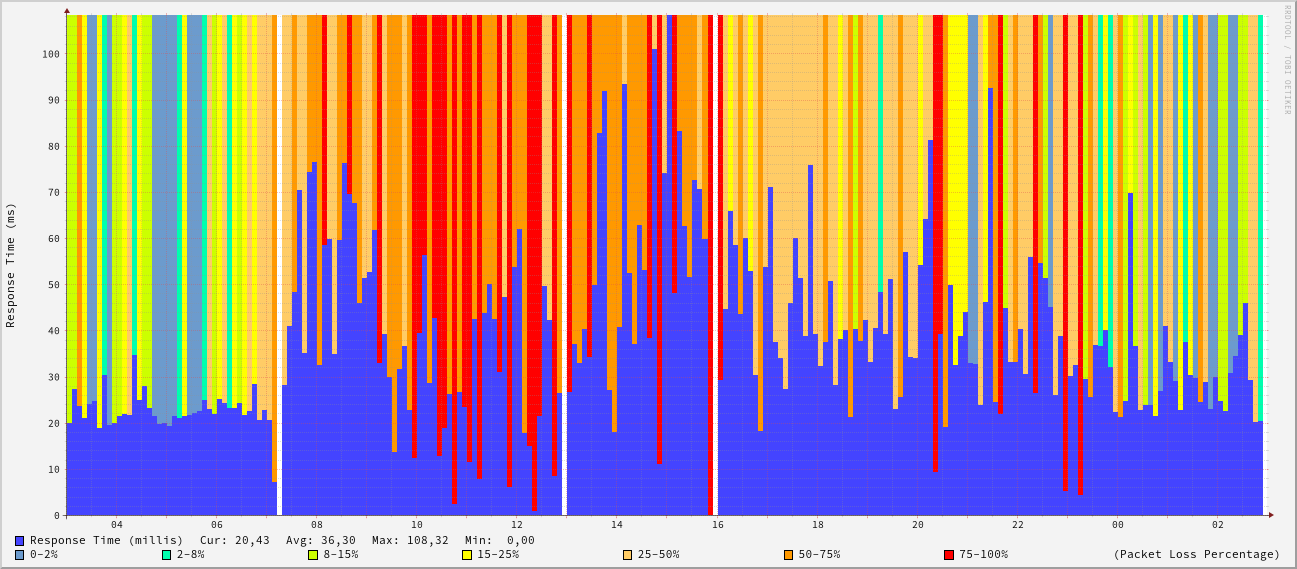 RRDTOOL / TOBI OETIKER
Response Time (ms)
100
90
80
70
60
50
40
30
20
10
0
04 06 08 10 12 14 16 18 20 22 00 02
Response Time (millis) Cur: 20,43 Avg: 36,30 Max: 108,32 Min: 0,00
0-2% 2-8% 8-15% 15-25% 25-50% 50-75% 75-100% (Packet Loss Percentage)